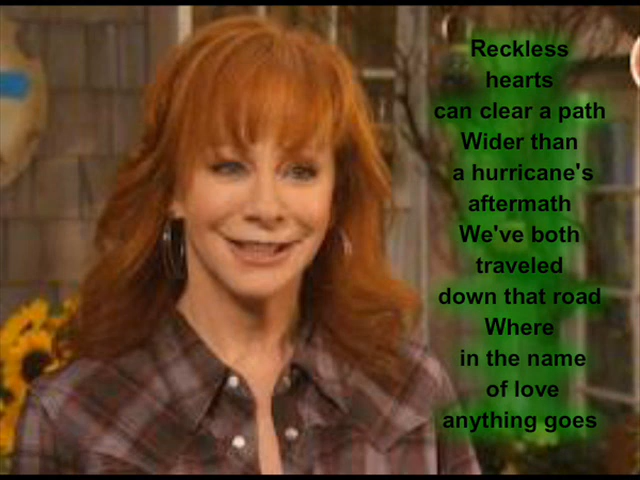 Reckless
hearts
can clear a path
Wider than
a hurricane's
aftermath
We've both
traveled
down that road
Where
in the name
of love
anything goes